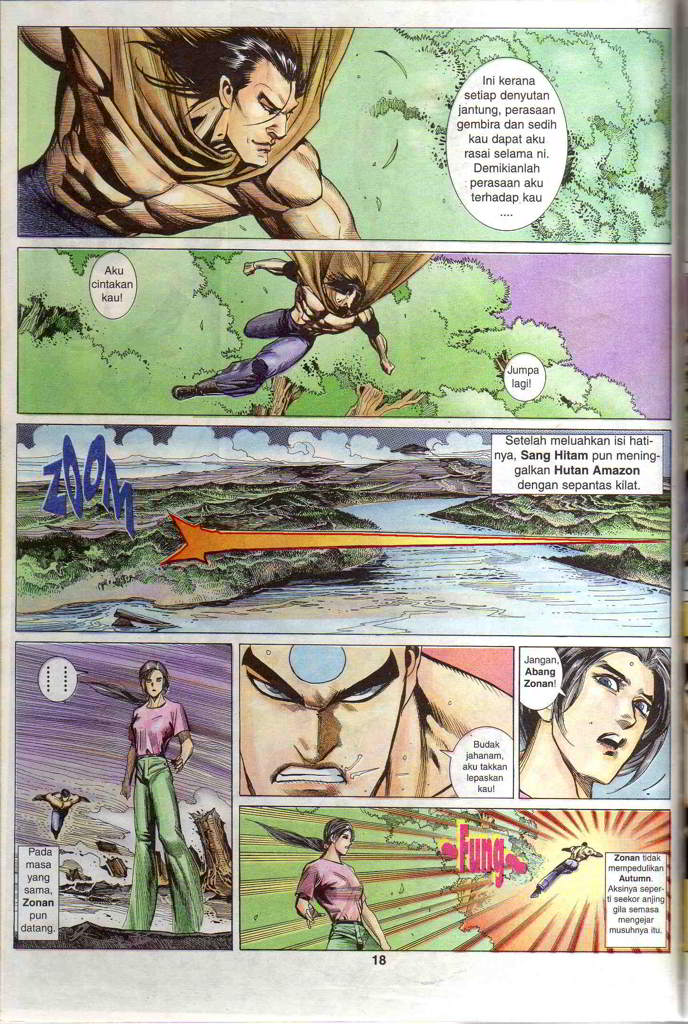 Ini kerana
setiap denyutan
jantung, perasaan
gembira dan sedih
kau dapat aku
rasai selama ni.
Demikianlah
perasaan aku
terhadap kau
....
Aku
cintakan
kau!
Jumpa
lagi!
ZOOM
Setelah meluahkan isi hati-
nya, Sang Hitam pun mening-
galkan Hutan Amazon
dengan sepantas kilat.
......
Pada
masa
yang
sama,
Zonan
pun
datang.
Budak
jahanam,
aku takkan
lepaskan
kau!
Jangan,
Abang
Zonan!
Fung
Zonan tidak
mempedulikan
Autumn.
Aksinya seper-
ti seekor anjing
gila semasa
mengejar
musuhnya itu.
18